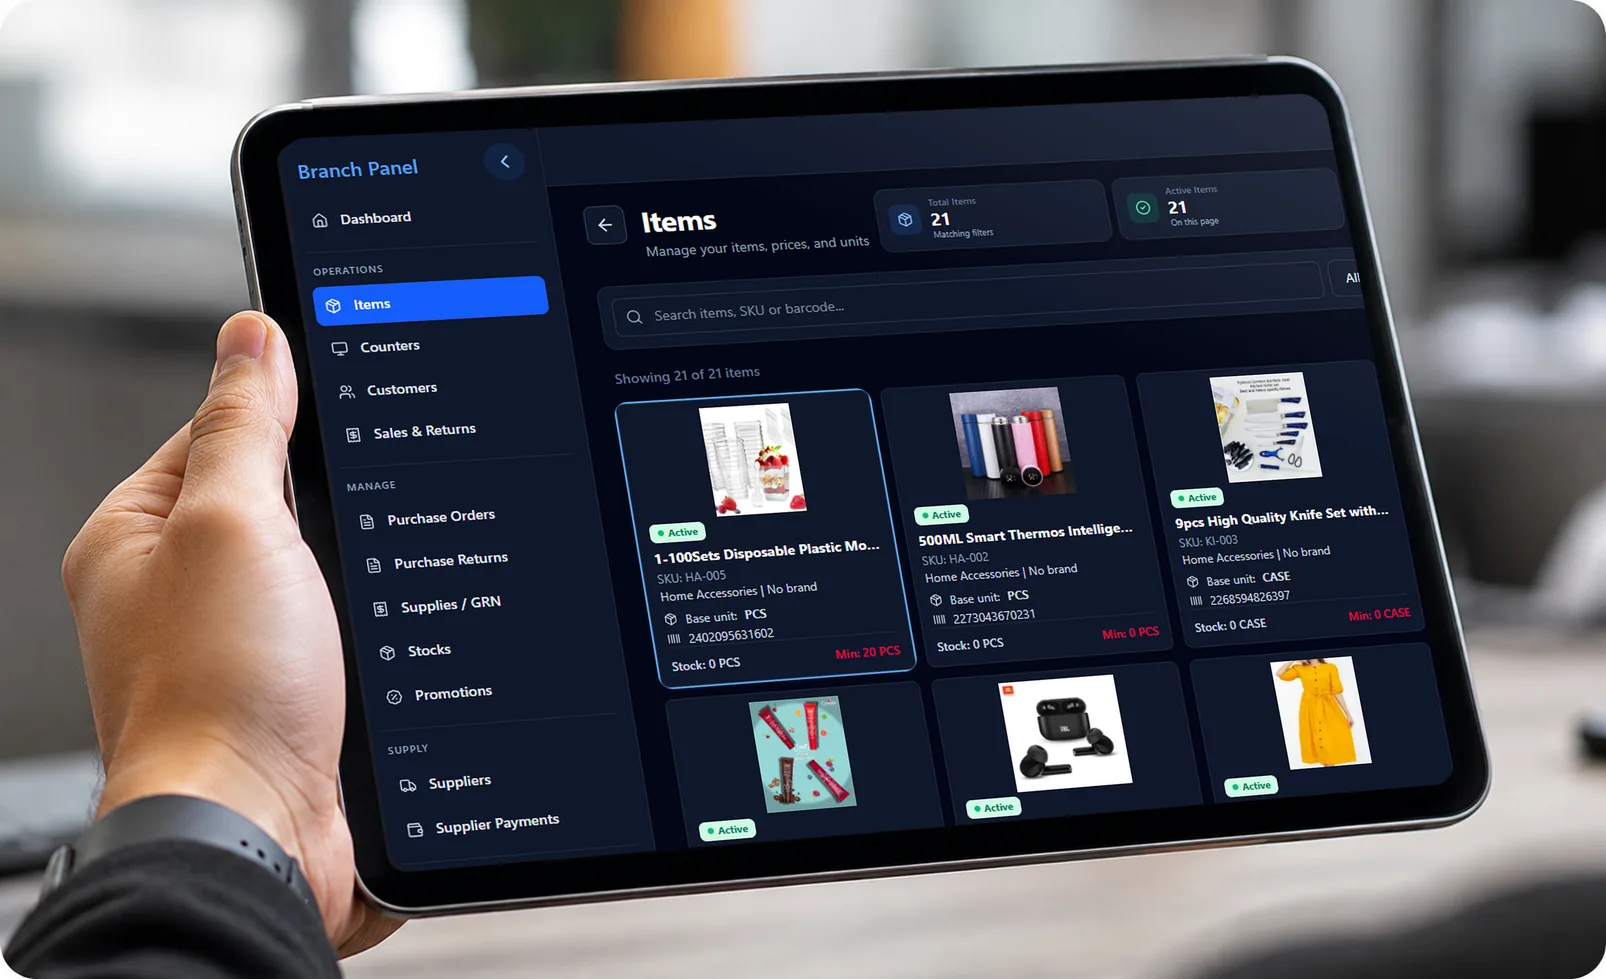 Branch Panel
Dashboard
OPERATIONS
Items
Counters
Customers
Sales & Returns
MANAGE
Purchase Orders
Purchase Returns
Supplies / GRN
Stocks
Promotions
SUPPLY
Suppliers
Supplier Payments
Items
Manage your items, prices, and units
Total Items
21
Matching filters
Active Items
21
On this page
Search items, SKU or barcode...
All
Showing 21 of 21 items
Active
1-100Sets Disposable Plastic Mo...
SKU: HA-005
Home Accessories | No brand
Base unit: PCS
2402095631602
Stock: 0 PCS
Min: 20 PCS
Active
500ML Smart Thermos Intellige...
SKU: HA-002
Home Accessories | No brand
Base unit: PCS
2273043670231
Stock: 0 PCS
Min: 0 PCS
Active
9pcs High Quality Knife Set with...
SKU: KI-003
Home Accessories | No brand
Base unit: CASE
2268594826397
Stock: 0 CASE
Min: 0 CASE
Active
JBL
Active
Active